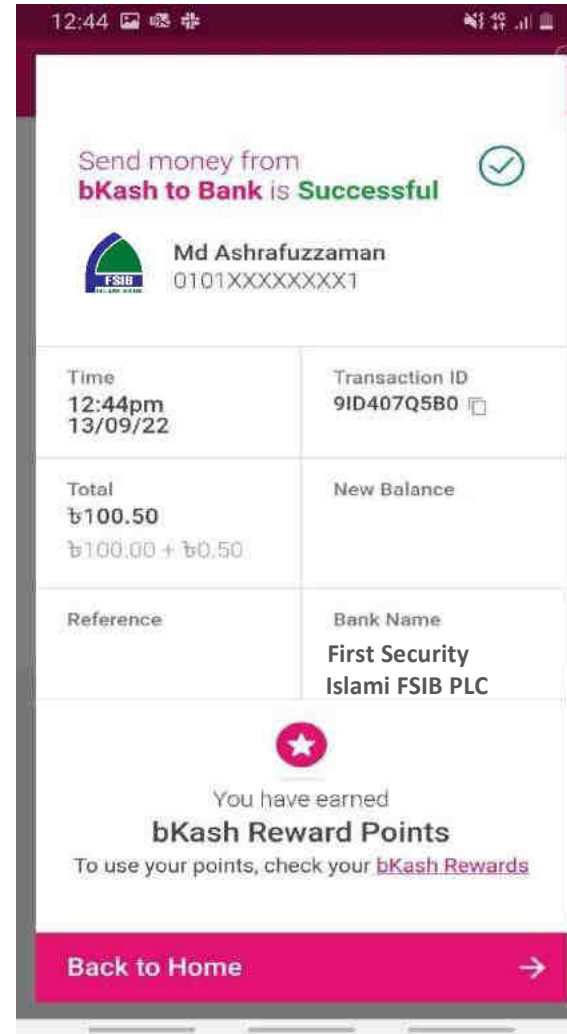 12:44
Send money from
bKash to Bank is Successful
Md Ashrafuzzaman
FSIB
0101XXXXXXXX1
Time
12:44pm
13/09/22
Transaction ID
9ID407Q5B0
Total
৳100.50
৳100.00 + ৳0.50
New Balance
Reference
Bank Name
First Security
Islami FSIB PLC
You have earned
bKash Reward Points
To use your points, check your bKash Rewards
Back to Home